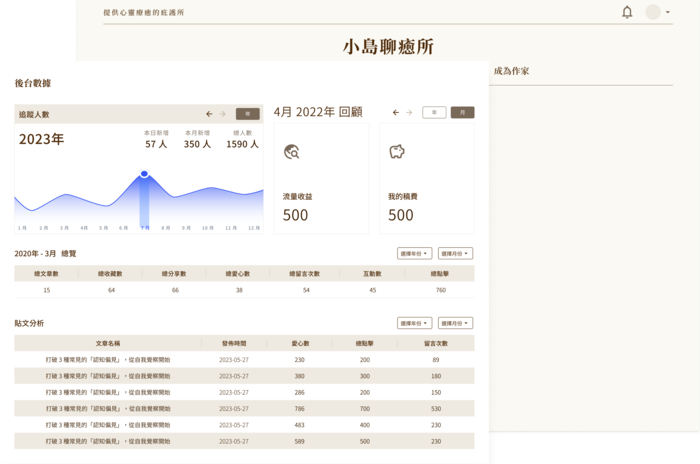 提供心靈療癒的庇護所
小島聊癒所
成為作家
後台數據
追蹤人數 ← → 年
2023年
本日新增 本月新增 總人數
57 人 350 人 1590 人
1 月 2 月 3 月 4月 5 月 6 月 7 月 8 月 9 月 10 月 11 月 12 月
4月 2022年 回顧 ← → 年 月
流量收益
500
我的稿費
500
2020年 - 3月 總覽 選擇年份 選擇月份
總文章數 總收藏數 總分享數 總愛心數 總留言次數 互動數 總點擊
15 64 66 38 54 45 760
貼文分析 選擇年份 選擇月份
文章名稱 發佈時間 愛心數 總點擊 留言次數
打破 3 種常見的「認知偏見」，從自我覺察開始 2023-05-27 230 200 89
打破 3 種常見的「認知偏見」，從自我覺察開始 2023-05-27 380 300 180
打破 3 種常見的「認知偏見」，從自我覺察開始 2023-05-27 286 200 150
打破 3 種常見的「認知偏見」，從自我覺察開始 2023-05-27 786 700 530
打破 3 種常見的「認知偏見」，從自我覺察開始 2023-05-27 483 400 230
打破 3 種常見的「認知偏見」，從自我覺察開始 2023-05-27 589 500 230